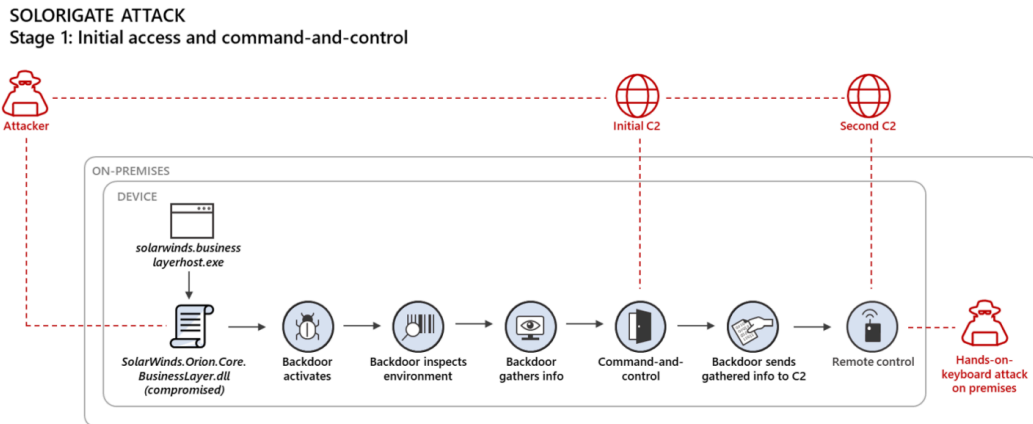 SOLORIGATE ATTACK
Stage 1: Initial access and command-and-control
Attacker
Initial C2
Second C2
ON-PREMISES
DEVICE
solarwinds.business
layerhost.exe
SolarWinds.Orion.Core.
BusinessLayer.dll
(compromised)
Backdoor
activates
Backdoor inspects
environment
Backdoor
gathers info
Command-and-
control
Backdoor sends
gathered info to C2
Remote control
Hands-on-
keyboard attack
on premises